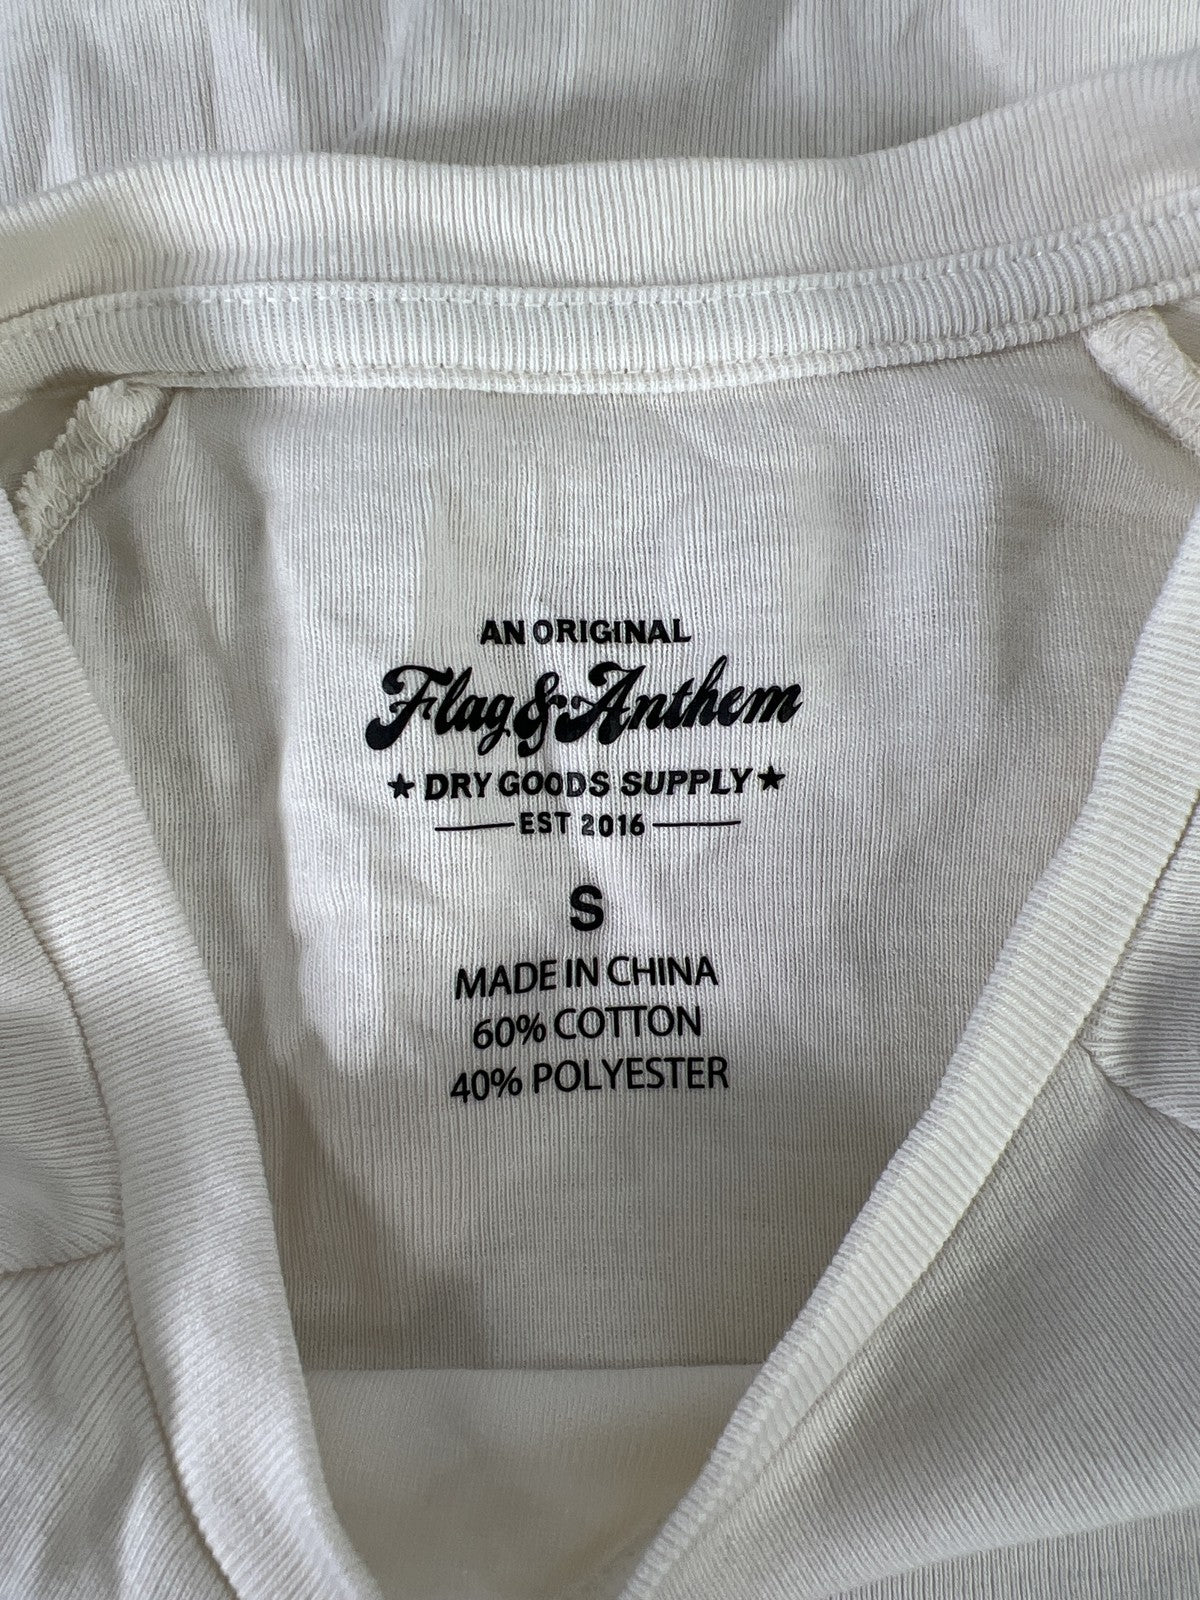 AN ORIGINAL
Flag & Anthem
★ DRY GOODS SUPPLY ★
EST 2016
S
MADE IN CHINA
60% COTTON
40% POLYESTER